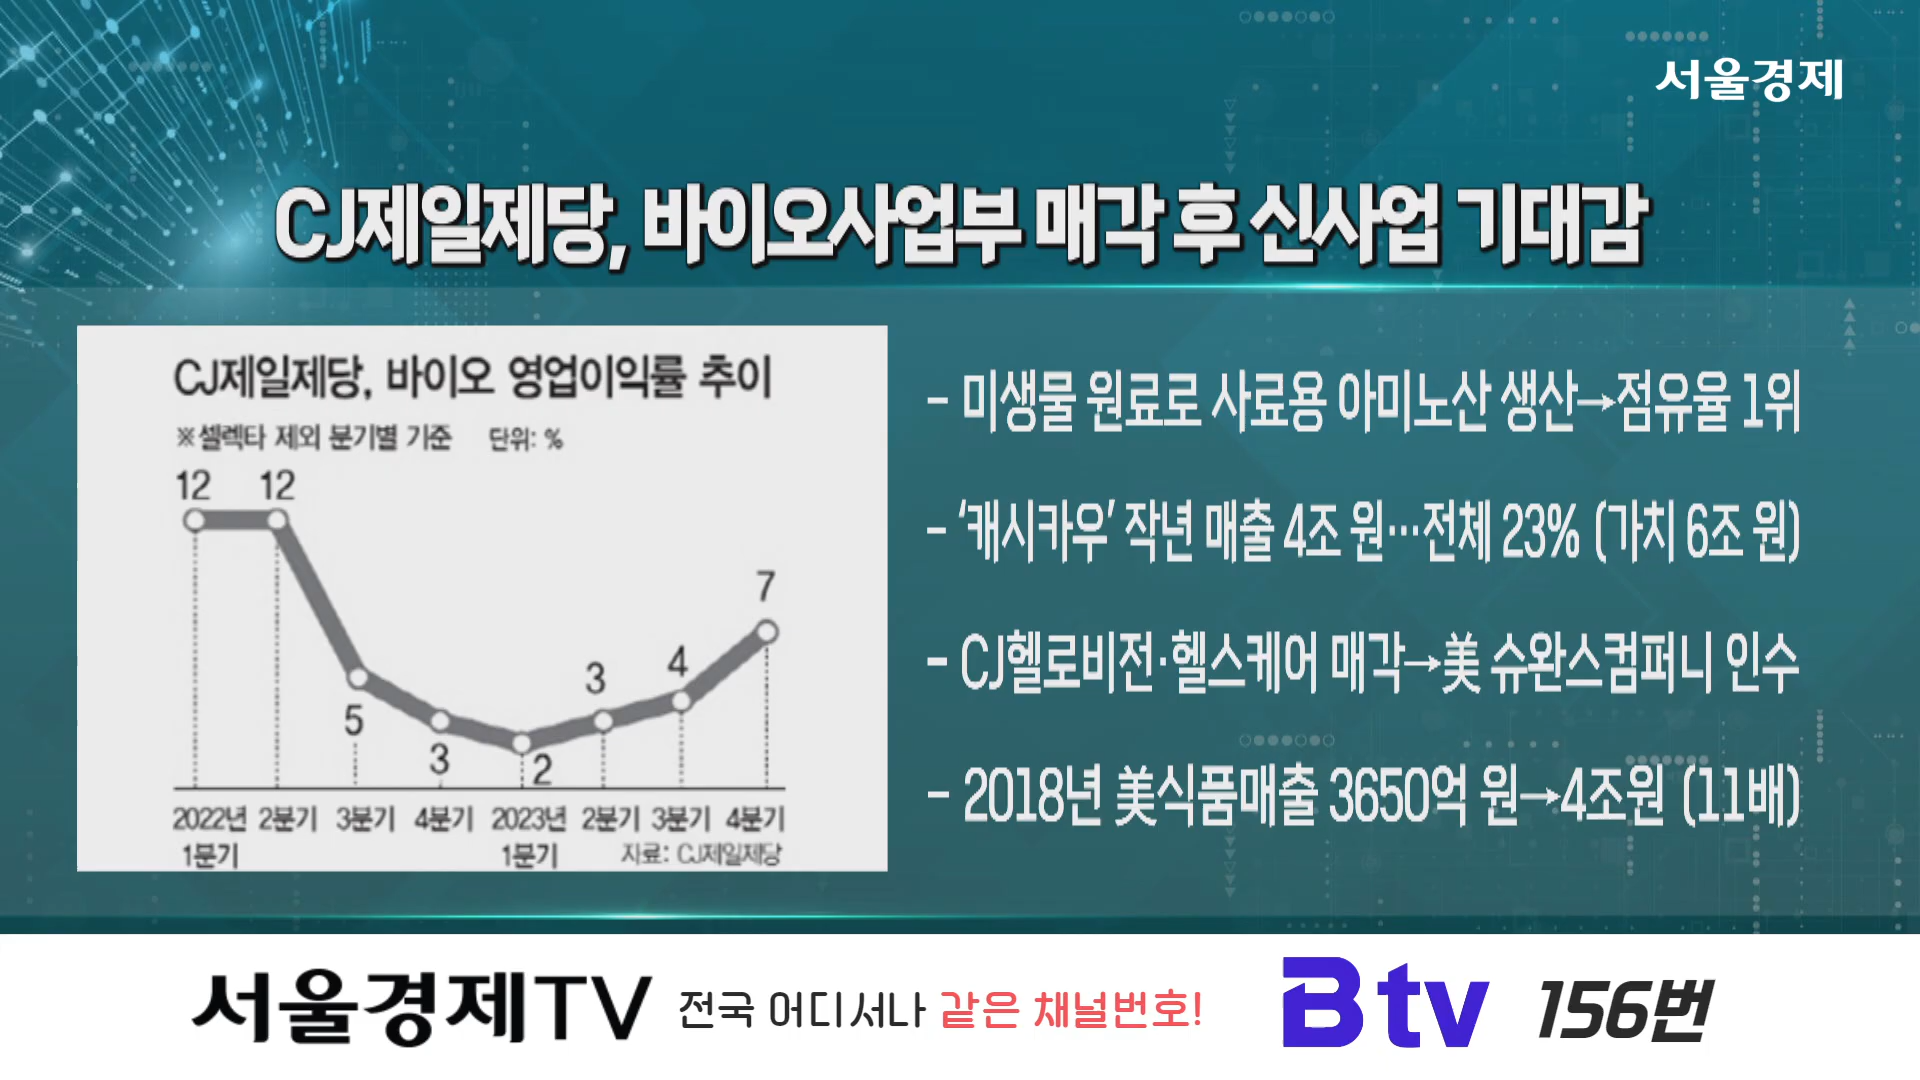 서울경제
CJ제일제당, 바이오사업부 매각 후 신사업 기대감
CJ제일제당, 바이오 영업이익률 추이
※셀렉타 제외 분기별 기준 단위: %
12 12
7
3 4
5
3 2
2022년 2분기 3분기 4분기 2023년 2분기 3분기 4분기
1분기 1분기 자료: CJ제일제당
- 미생물 원료로 사료용 아미노산 생산→점유율 1위
- ‘캐시카우’ 작년 매출 4조 원…전체 23% (가치 6조 원)
- CJ헬로비전·헬스케어 매각→美 슈완스컴퍼니 인수
- 2018년 美식품매출 3650억 원→4조원 (11배)
서울경제TV 전국 어디서나 같은 채널번호! B tv 156번